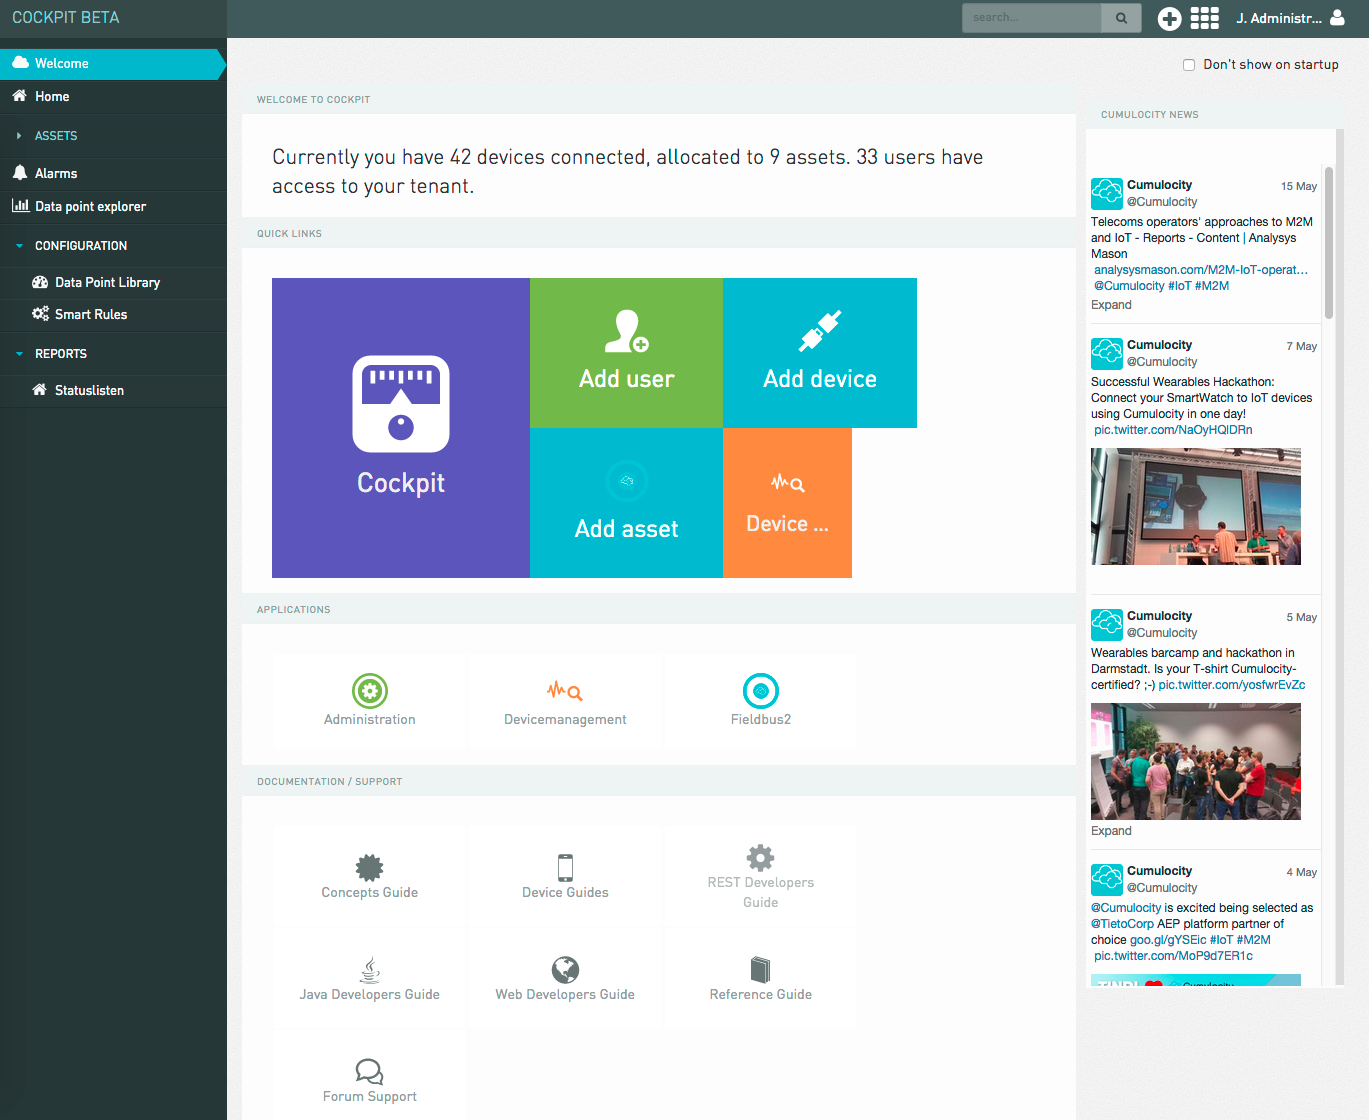 COCKPIT BETA
search...
J. Administr...
Welcome
Home
ASSETS
Alarms
Data point explorer
CONFIGURATION
Data Point Library
Smart Rules
REPORTS
Statuslisten
Don't show on startup
WELCOME TO COCKPIT
Currently you have 42 devices connected, allocated to 9 assets. 33 users have
access to your tenant.
QUICK LINKS
Cockpit
Add user
Add device
Add asset
Device ...
APPLICATIONS
Administration
Devicemanagement
Fieldbus2
DOCUMENTATION / SUPPORT
Concepts Guide
Device Guides
REST Developers
Guide
Java Developers Guide
Web Developers Guide
Reference Guide
Forum Support
CUMULOCITY NEWS
Cumulocity 15 May
@Cumulocity
Telecoms operators' approaches to M2M
and IoT - Reports - Content | Analysys
Mason
analysysmason.com/M2M-IoT-operat...
@Cumulocity #IoT #M2M
Expand
Cumulocity 7 May
@Cumulocity
Successful Wearables Hackathon:
Connect your SmartWatch to IoT devices
using Cumulocity in one day!
pic.twitter.com/NaOyHQlDRn
Cumulocity 5 May
@Cumulocity
Wearables barcamp and hackathon in
Darmstadt. Is your T-shirt Cumulocity-
certified? ;-) pic.twitter.com/yosfwrEvZc
Expand
Cumulocity 4 May
@Cumulocity
@Cumulocity is excited being selected as
@TietoCorp AEP platform partner of
choice goo.gl/gYSEic #IoT #M2M
pic.twitter.com/MoP9d7ER1c
Cumulocity